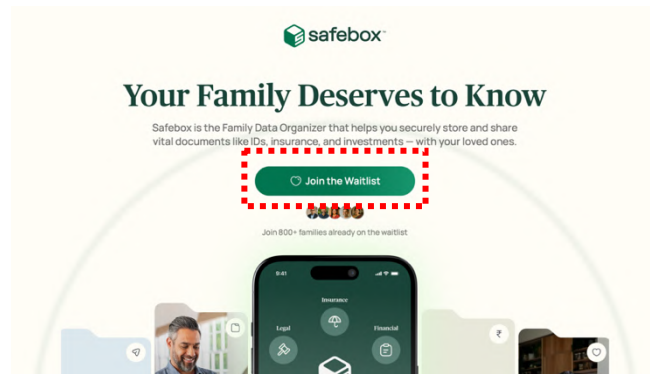 safebox™
Your Family Deserves to Know
Safebox is the Family Data Organizer that helps you securely store and share
vital documents like IDs, insurance, and investments — with your loved ones.
Join the Waitlist
Join 800+ families already on the waitlist
9:41
Insurance
Legal
Financial
₹